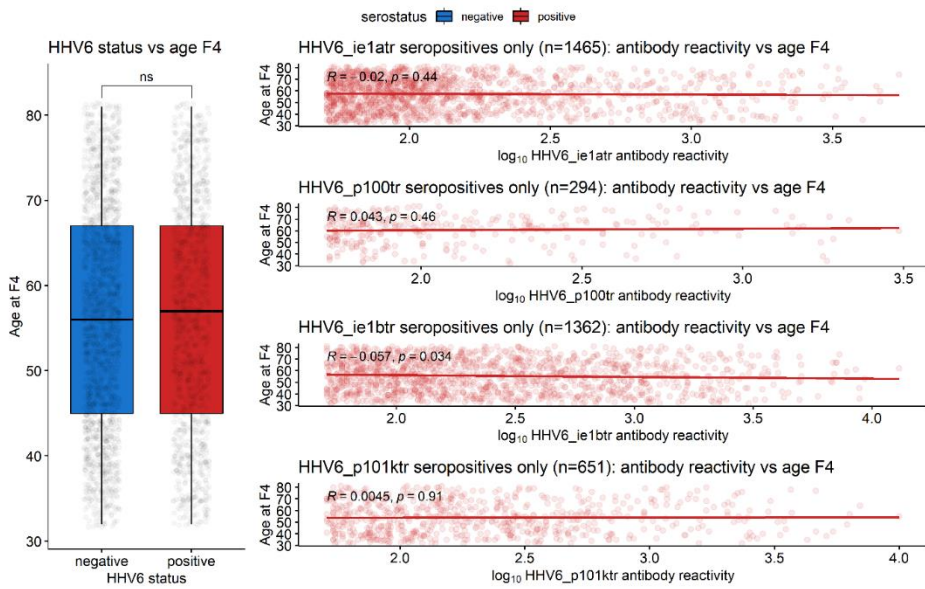 serostatus negative positive
HHV6 status vs age F4
ns
Age at F4
80
70
60
50
40
30
negative positive
HHV6 status
HHV6_ie1atr seropositives only (n=1465): antibody reactivity vs age F4
R = − 0.02, p = 0.44
Age at F4
80
70
60
50
40
30
2.0 2.5 3.0 3.5
log10 HHV6_ie1atr antibody reactivity
HHV6_p100tr seropositives only (n=294): antibody reactivity vs age F4
R = 0.043, p = 0.46
Age at F4
80
70
60
50
40
30
2.0 2.5 3.0 3.5
log10 HHV6_p100tr antibody reactivity
HHV6_ie1btr seropositives only (n=1362): antibody reactivity vs age F4
R = − 0.057, p = 0.034
Age at F4
80
70
60
50
40
30
2.0 2.5 3.0 3.5 4.0
log10 HHV6_ie1btr antibody reactivity
HHV6_p101ktr seropositives only (n=651): antibody reactivity vs age F4
R = 0.0045, p = 0.91
Age at F4
80
70
60
50
40
30
2.0 2.5 3.0 3.5 4.0
log10 HHV6_p101ktr antibody reactivity